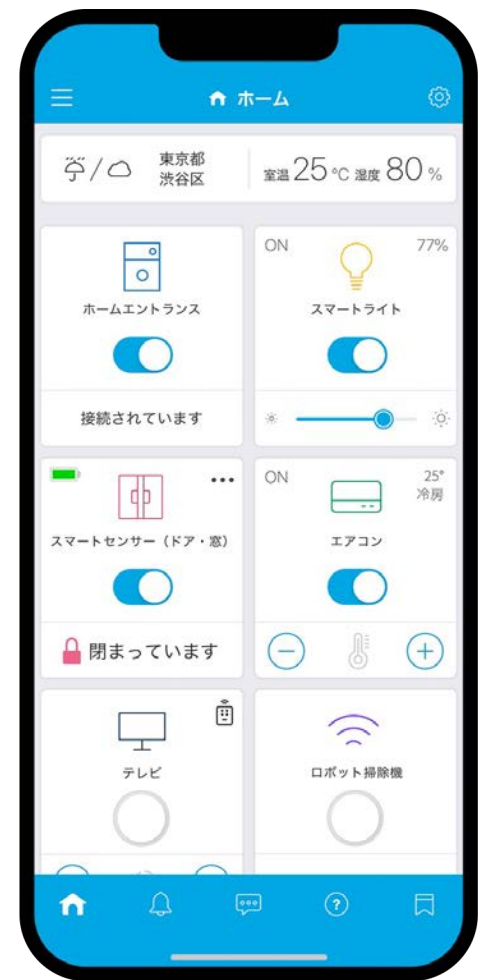 ホーム
東京都
渋谷区
室温 25 ℃ 湿度 80 %
ホームエントランス
接続されています
ON
77%
スマートライト
スマートセンサー（ドア・窓）
閉まっています
ON
25°
冷房
エアコン
テレビ
ロボット掃除機